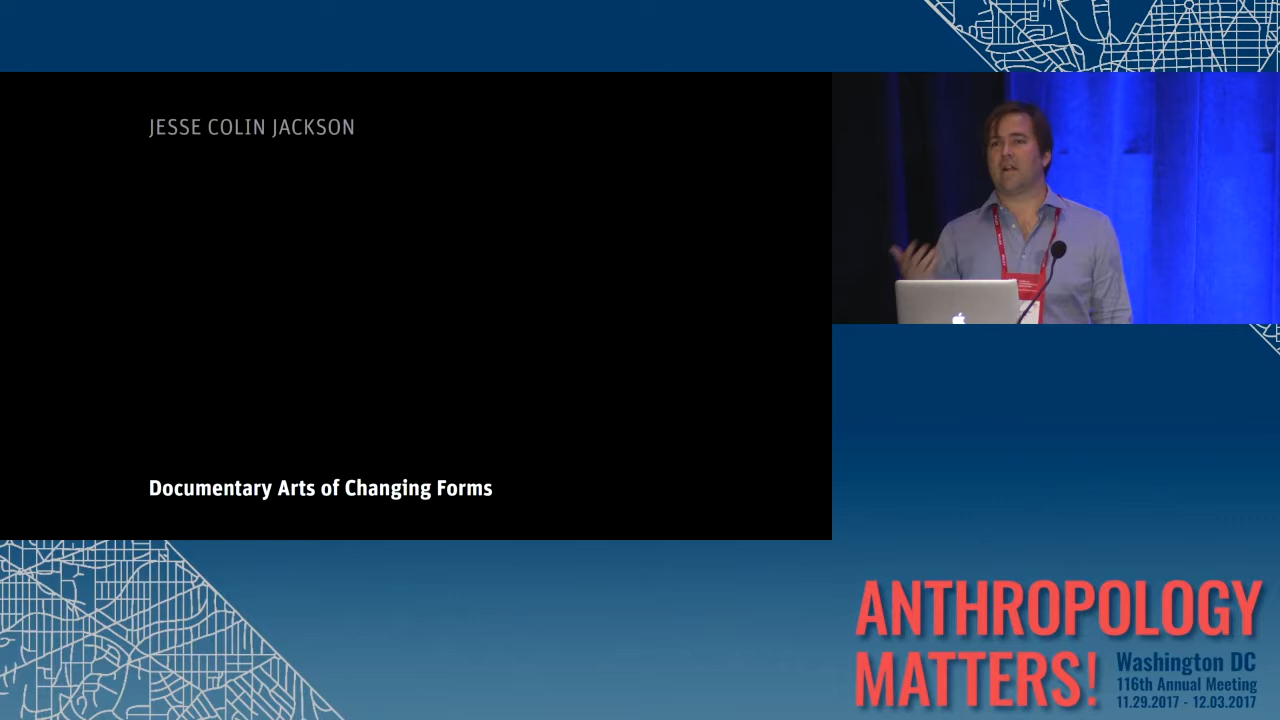 JESSE COLIN JACKSON
Documentary Arts of Changing Forms
ANTHROPOLOGY
MATTERS!
Washington DC
116th Annual Meeting
11.29.2017 - 12.03.2017